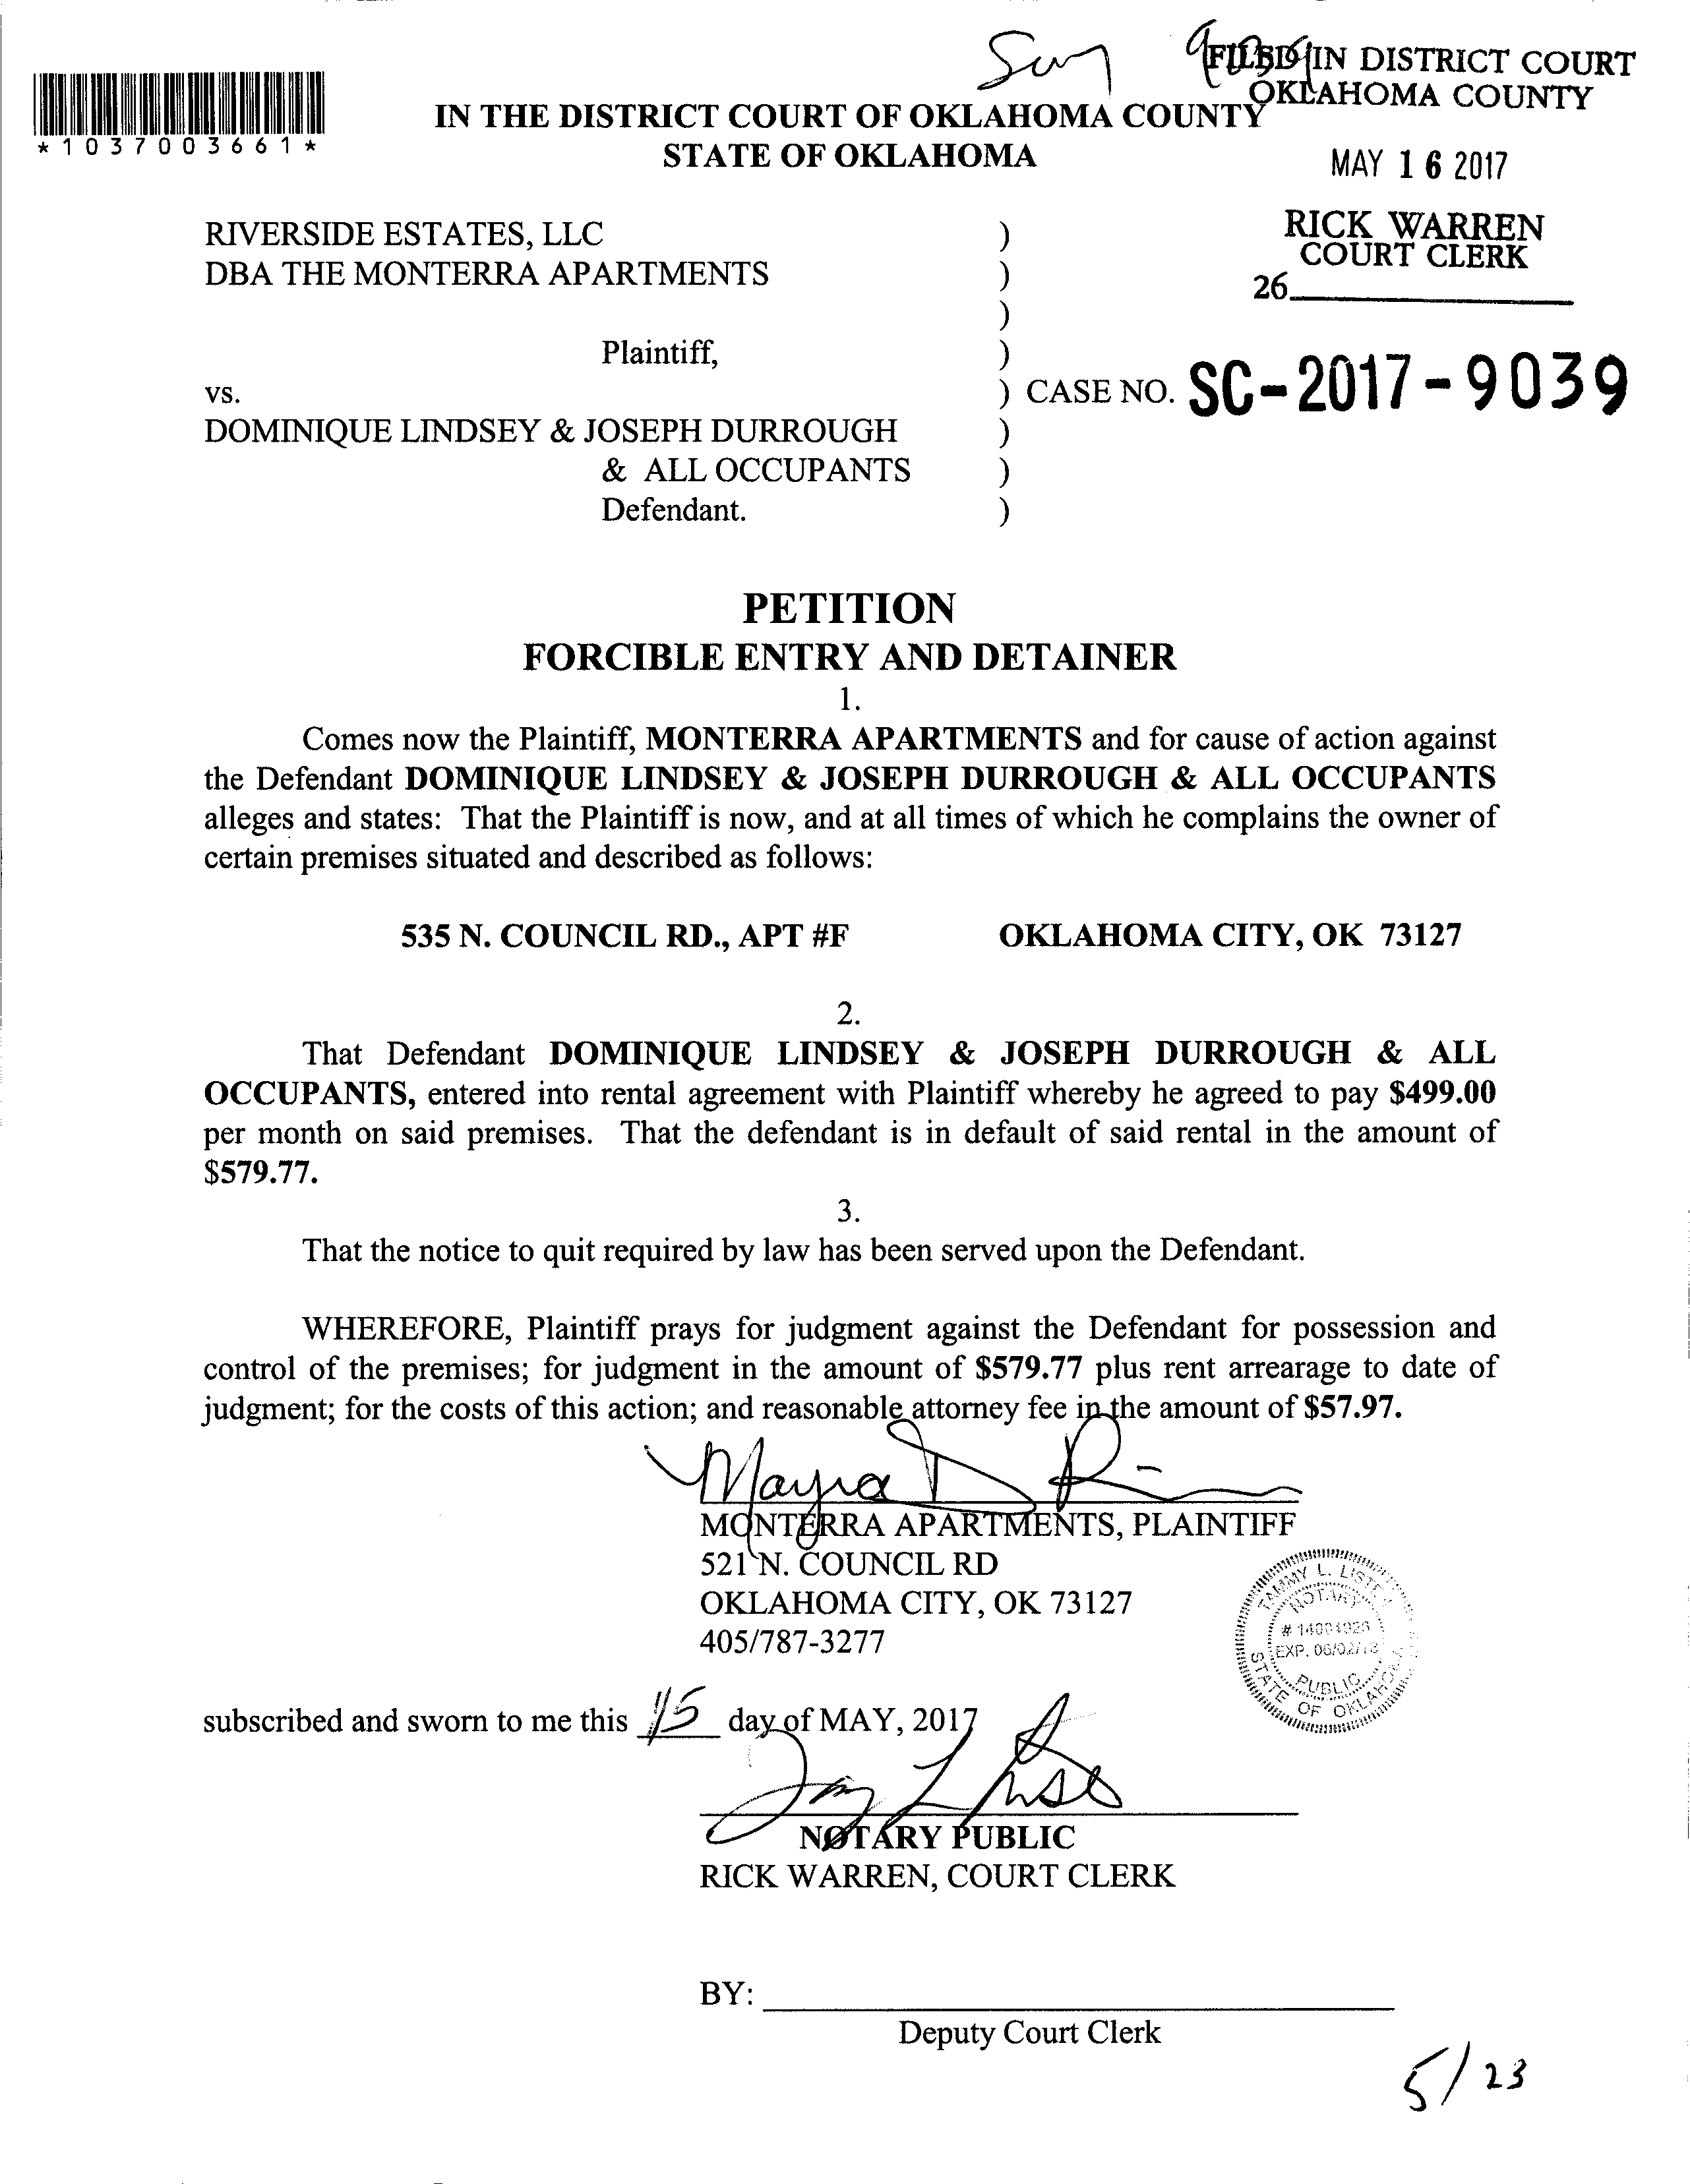 FILED IN DISTRICT COURT
OKLAHOMA COUNTY
*1037003661*
IN THE DISTRICT COURT OF OKLAHOMA COUNTY
STATE OF OKLAHOMA
MAY 16 2017
RICK WARREN
COURT CLERK
26
RIVERSIDE ESTATES, LLC )
DBA THE MONTERRA APARTMENTS )
)
Plaintiff, )
vs. ) CASE NO. SC-2017-9039
DOMINIQUE LINDSEY & JOSEPH DURROUGH )
& ALL OCCUPANTS )
Defendant. )
PETITION
FORCIBLE ENTRY AND DETAINER
1.
Comes now the Plaintiff, MONTERRA APARTMENTS and for cause of action against
the Defendant DOMINIQUE LINDSEY & JOSEPH DURROUGH & ALL OCCUPANTS
alleges and states: That the Plaintiff is now, and at all times of which he complains the owner of
certain premises situated and described as follows:
535 N. COUNCIL RD., APT #F OKLAHOMA CITY, OK 73127
2.
That Defendant DOMINIQUE LINDSEY & JOSEPH DURROUGH & ALL
OCCUPANTS, entered into rental agreement with Plaintiff whereby he agreed to pay $499.00
per month on said premises. That the defendant is in default of said rental in the amount of
$579.77.
3.
That the notice to quit required by law has been served upon the Defendant.
WHEREFORE, Plaintiff prays for judgment against the Defendant for possession and
control of the premises; for judgment in the amount of $579.77 plus rent arrearage to date of
judgment; for the costs of this action; and reasonable attorney fee in the amount of $57.97.
Mayra D
MONTERRA APARTMENTS, PLAINTIFF
521 N. COUNCIL RD
OKLAHOMA CITY, OK 73127
405/787-3277
TAMMY L.
NOTARY
EXP.
PUBLIC
STATE OF OKLAHOMA
subscribed and sworn to me this 15 day of MAY, 2017
NOTARY PUBLIC
RICK WARREN, COURT CLERK
BY:
Deputy Court Clerk
5/23